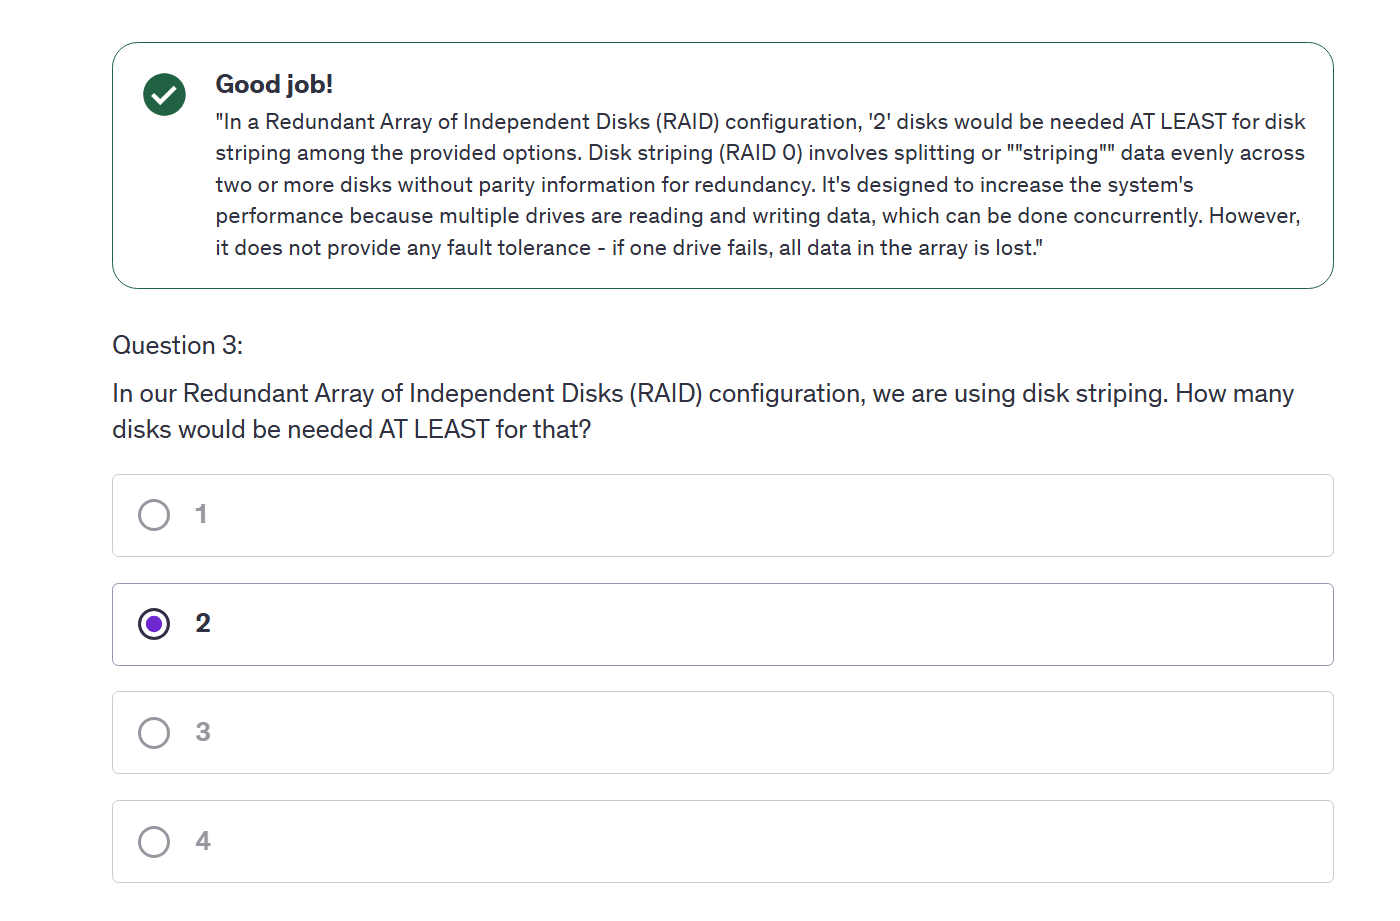 Good job!
"In a Redundant Array of Independent Disks (RAID) configuration, '2' disks would be needed AT LEAST for disk
striping among the provided options. Disk striping (RAID 0) involves splitting or ""striping"" data evenly across
two or more disks without parity information for redundancy. It's designed to increase the system's
performance because multiple drives are reading and writing data, which can be done concurrently. However,
it does not provide any fault tolerance - if one drive fails, all data in the array is lost."
Question 3:
In our Redundant Array of Independent Disks (RAID) configuration, we are using disk striping. How many
disks would be needed AT LEAST for that?
1
2
3
4